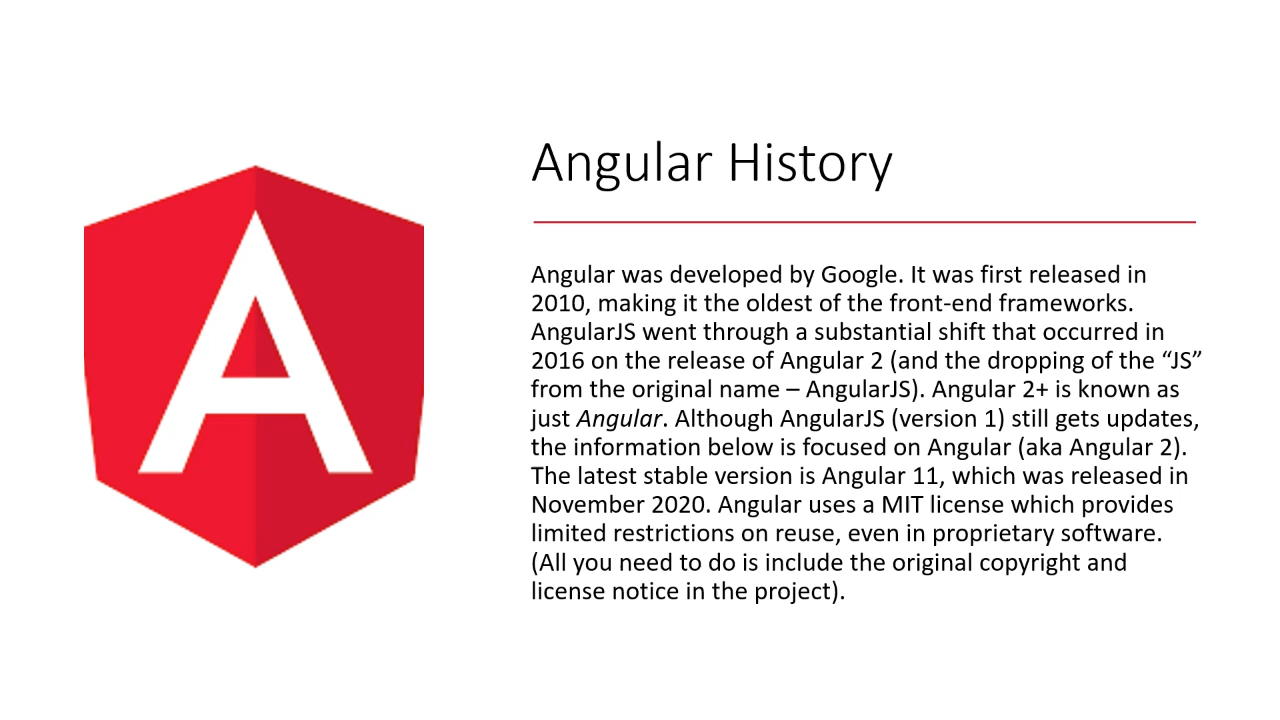 A
Angular History
Angular was developed by Google. It was first released in
2010, making it the oldest of the front-end frameworks.
AngularJS went through a substantial shift that occurred in
2016 on the release of Angular 2 (and the dropping of the “JS”
from the original name – AngularJS). Angular 2+ is known as
just Angular. Although AngularJS (version 1) still gets updates,
the information below is focused on Angular (aka Angular 2).
The latest stable version is Angular 11, which was released in
November 2020. Angular uses a MIT license which provides
limited restrictions on reuse, even in proprietary software.
(All you need to do is include the original copyright and
license notice in the project).